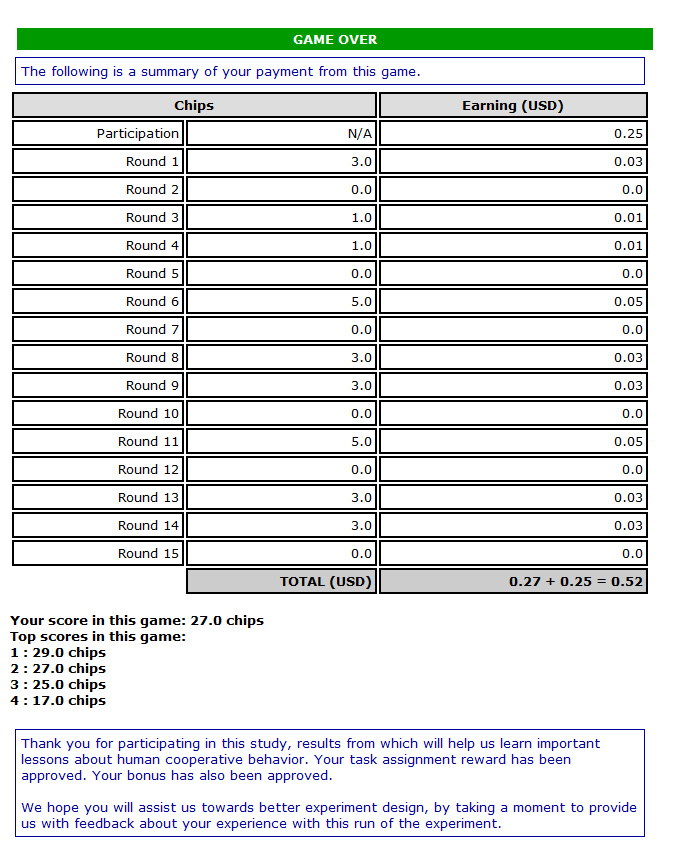 GAME OVER
The following is a summary of your payment from this game.
Chips Earning (USD)
Participation N/A 0.25
Round 1 3.0 0.03
Round 2 0.0 0.0
Round 3 1.0 0.01
Round 4 1.0 0.01
Round 5 0.0 0.0
Round 6 5.0 0.05
Round 7 0.0 0.0
Round 8 3.0 0.03
Round 9 3.0 0.03
Round 10 0.0 0.0
Round 11 5.0 0.05
Round 12 0.0 0.0
Round 13 3.0 0.03
Round 14 3.0 0.03
Round 15 0.0 0.0
TOTAL (USD) 0.27 + 0.25 = 0.52
Your score in this game: 27.0 chips
Top scores in this game:
1 : 29.0 chips
2 : 27.0 chips
3 : 25.0 chips
4 : 17.0 chips
Thank you for participating in this study, results from which will help us learn important
lessons about human cooperative behavior. Your task assignment reward has been
approved. Your bonus has also been approved.
We hope you will assist us towards better experiment design, by taking a moment to provide
us with feedback about your experience with this run of the experiment.